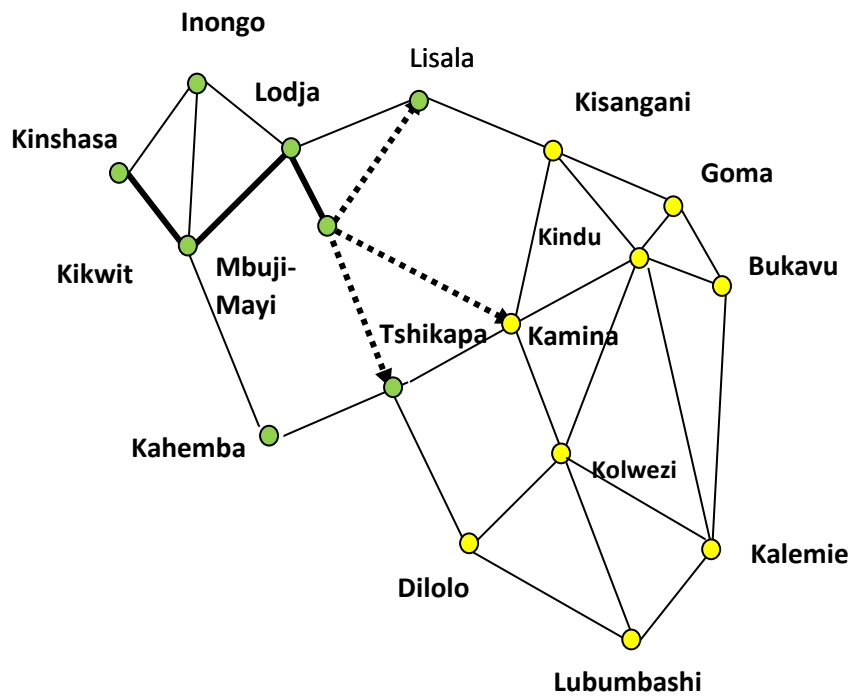 Inongo
Lisala
Lodja
Kisangani
Kinshasa
Goma
Kindu
Bukavu
Kikwit
Mbuji-
Mayi
Tshikapa
Kamina
Kahemba
Kolwezi
Kalemie
Dilolo
Lubumbashi